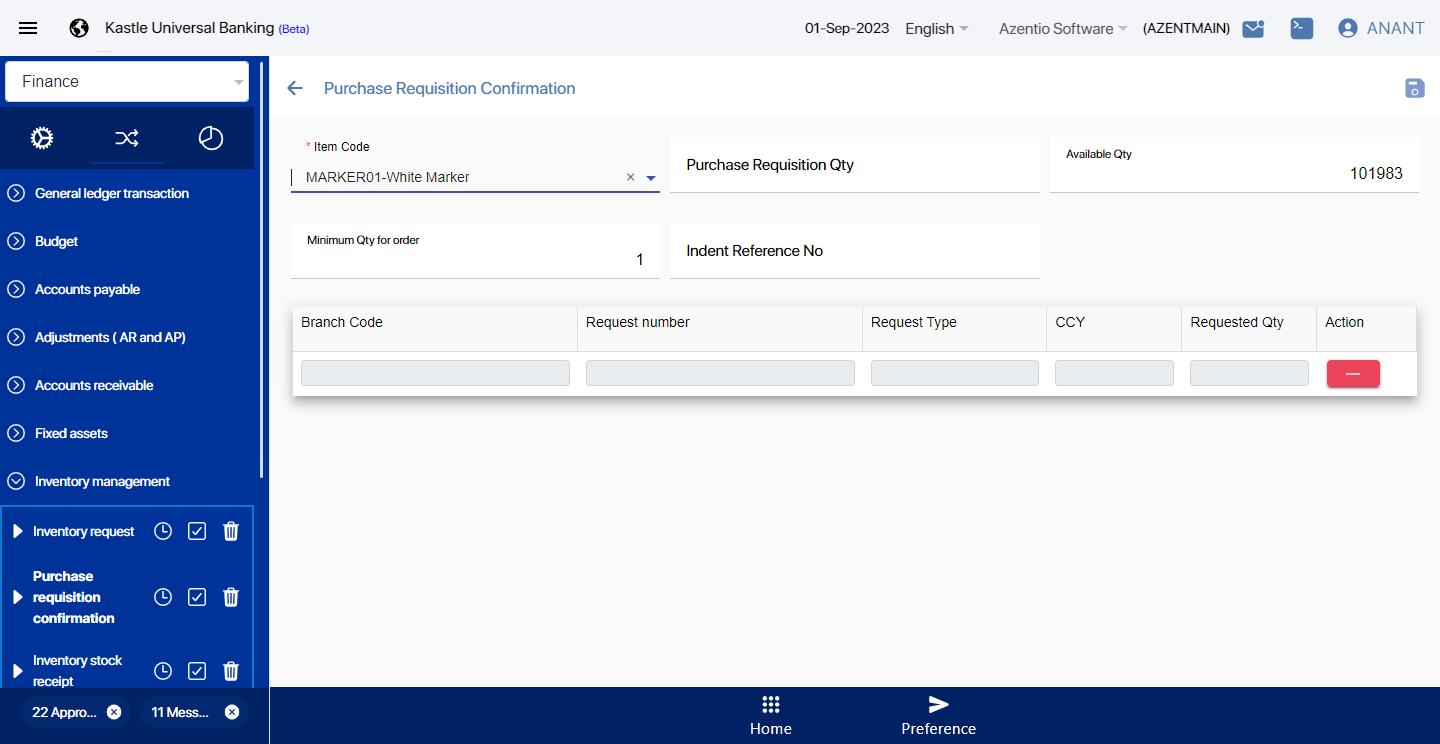 Kastle Universal Banking (Beta)
01-Sep-2023
English
Azentio Software
(AZENTMAIN)
ANANT
Finance
General ledger transaction
Budget
Accounts payable
Adjustments ( AR and AP)
Accounts receivable
Fixed assets
Inventory management
Inventory request
Purchase
requisition
confirmation
Inventory stock
receipt
22 Appro...
11 Mess...
Purchase Requisition Confirmation
* Item Code
MARKER01-White Marker
Purchase Requisition Qty
Available Qty
101983
Minimum Qty for order
1
Indent Reference No
Branch Code
Request number
Request Type
CCY
Requested Qty
Action
Home
Preference